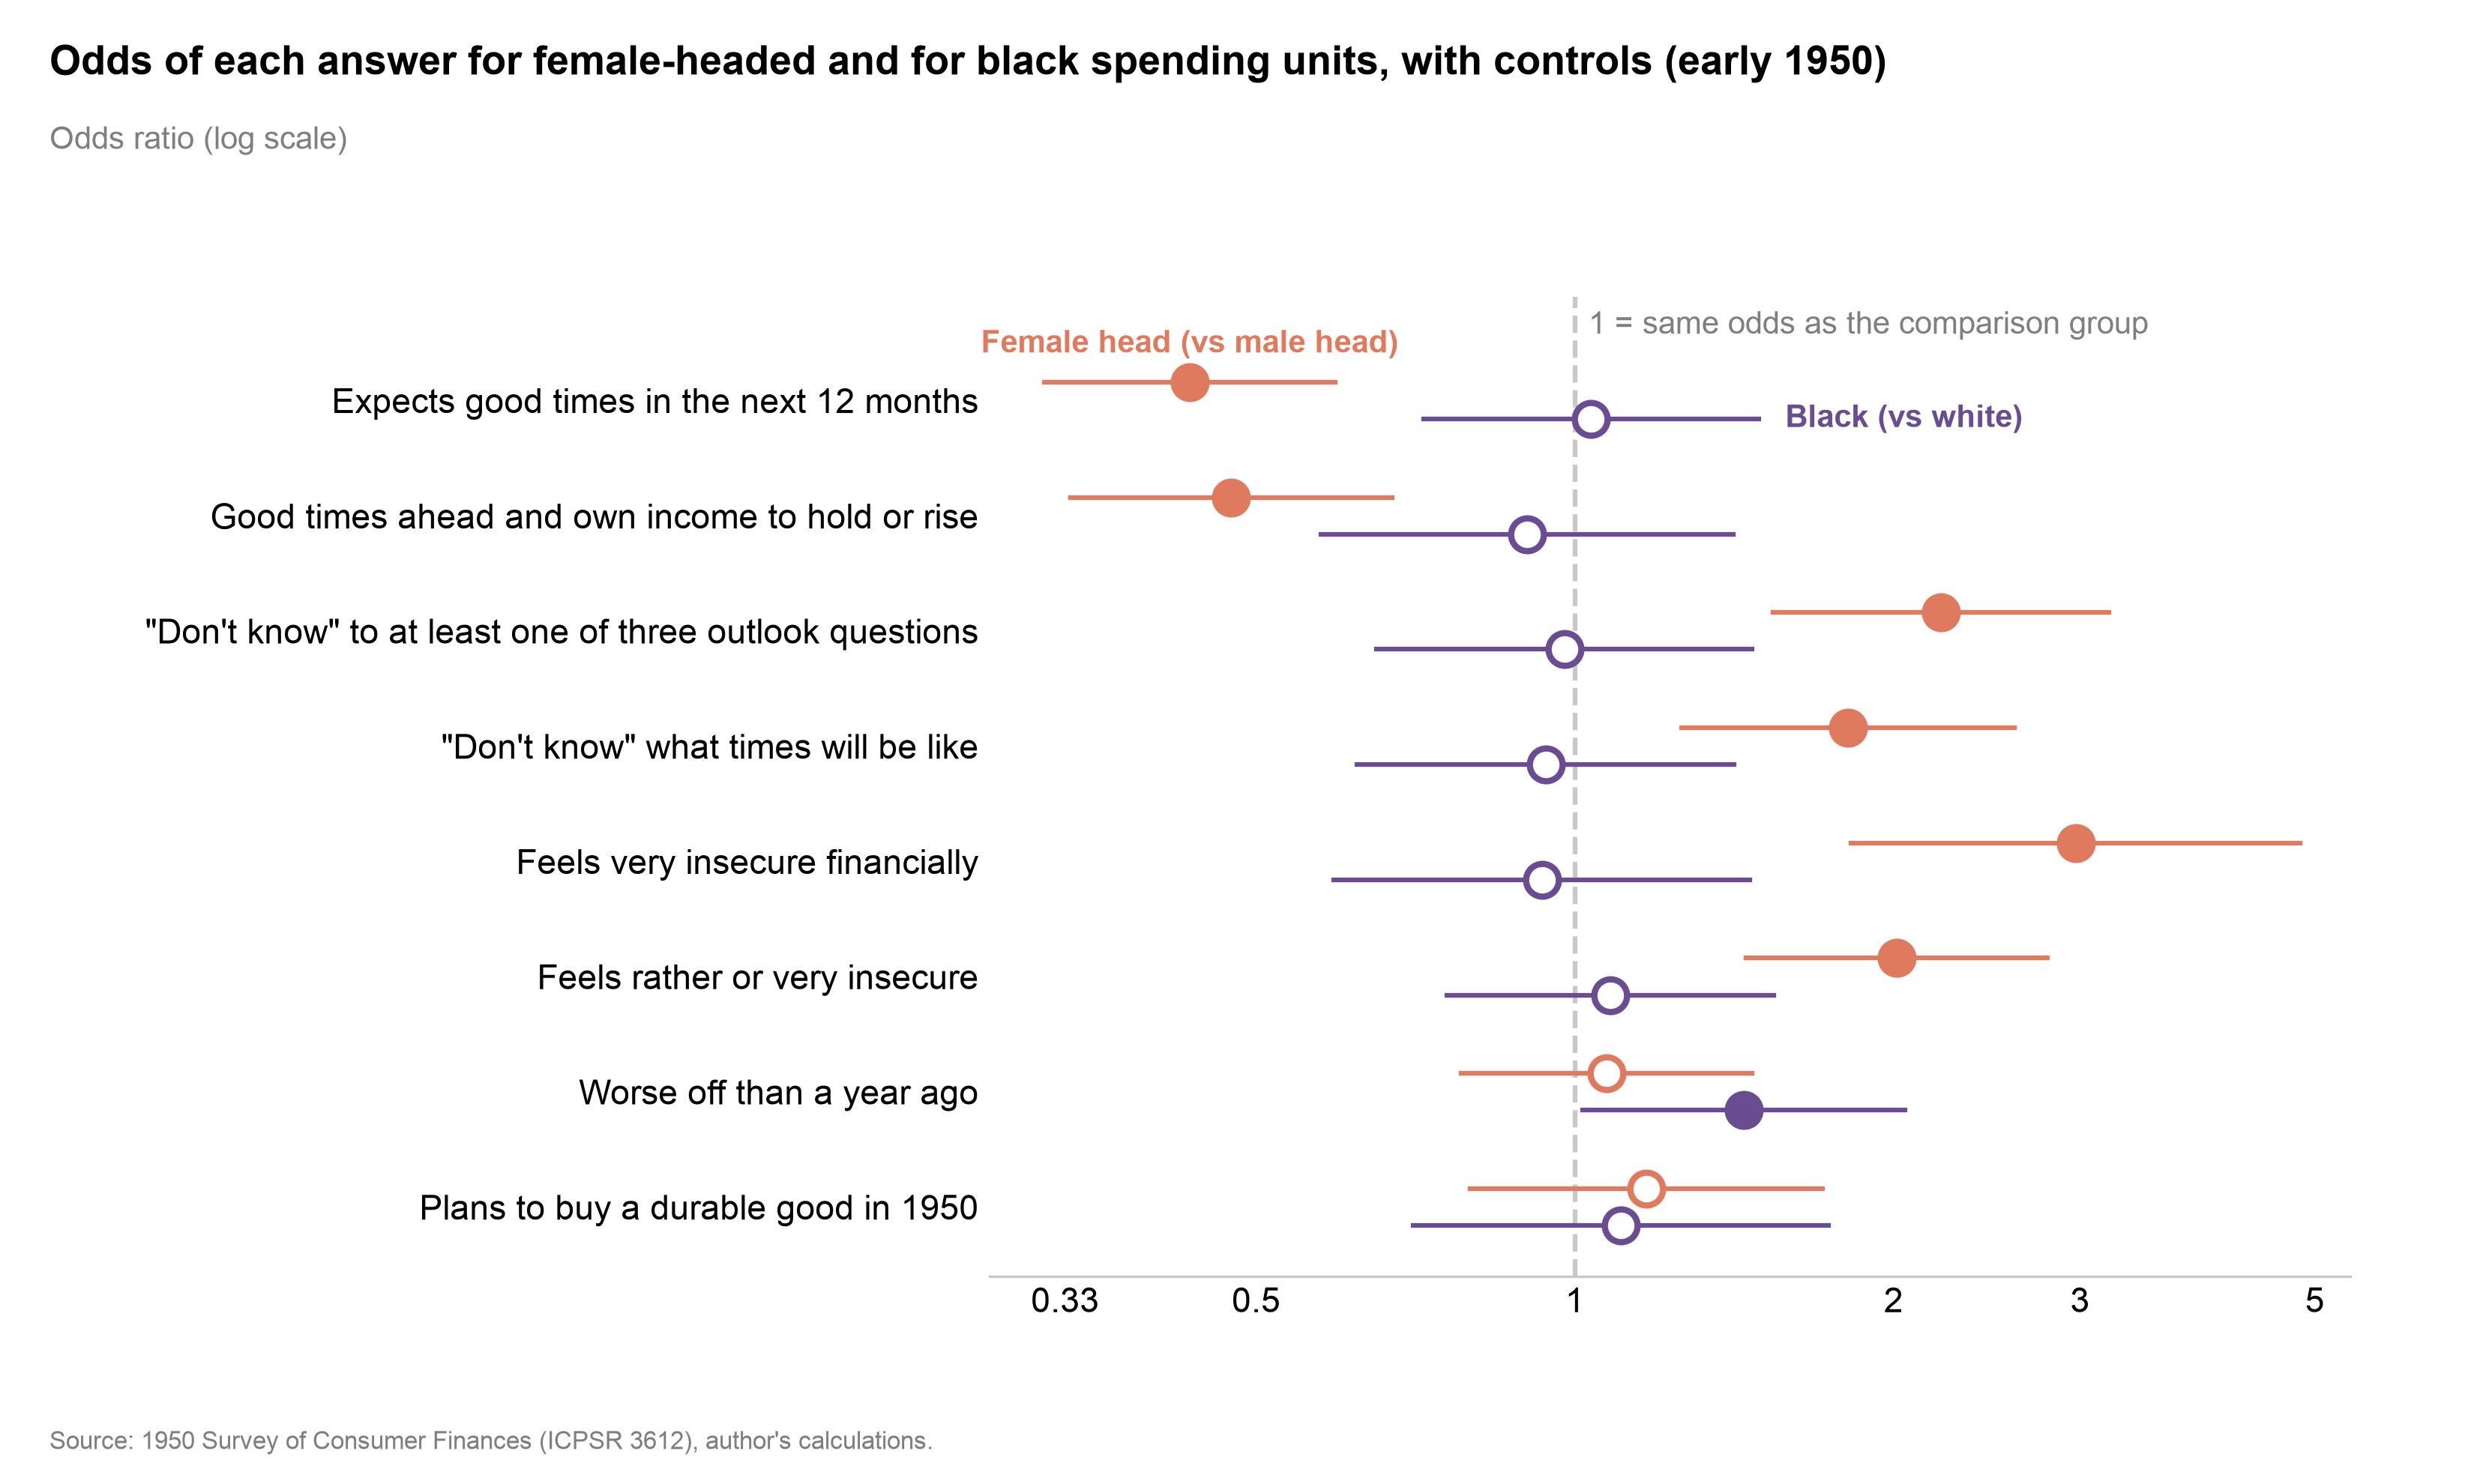 Odds of each answer for female-headed and for black spending units, with controls (early 1950)
Odds ratio (log scale)
1 = same odds as the comparison group
Female head (vs male head)
Expects good times in the next 12 months
Black (vs white)
Good times ahead and own income to hold or rise
"Don't know" to at least one of three outlook questions
"Don't know" what times will be like
Feels very insecure financially
Feels rather or very insecure
Worse off than a year ago
Plans to buy a durable good in 1950
0.33 0.5 1 2 3 5
Source: 1950 Survey of Consumer Finances (ICPSR 3612), author's calculations.